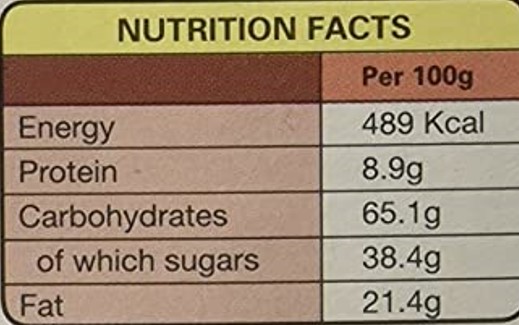 NUTRITION FACTS
Per 100g
Energy 489 Kcal
Protein 8.9g
Carbohydrates 65.1g
of which sugars 38.4g
Fat 21.4g